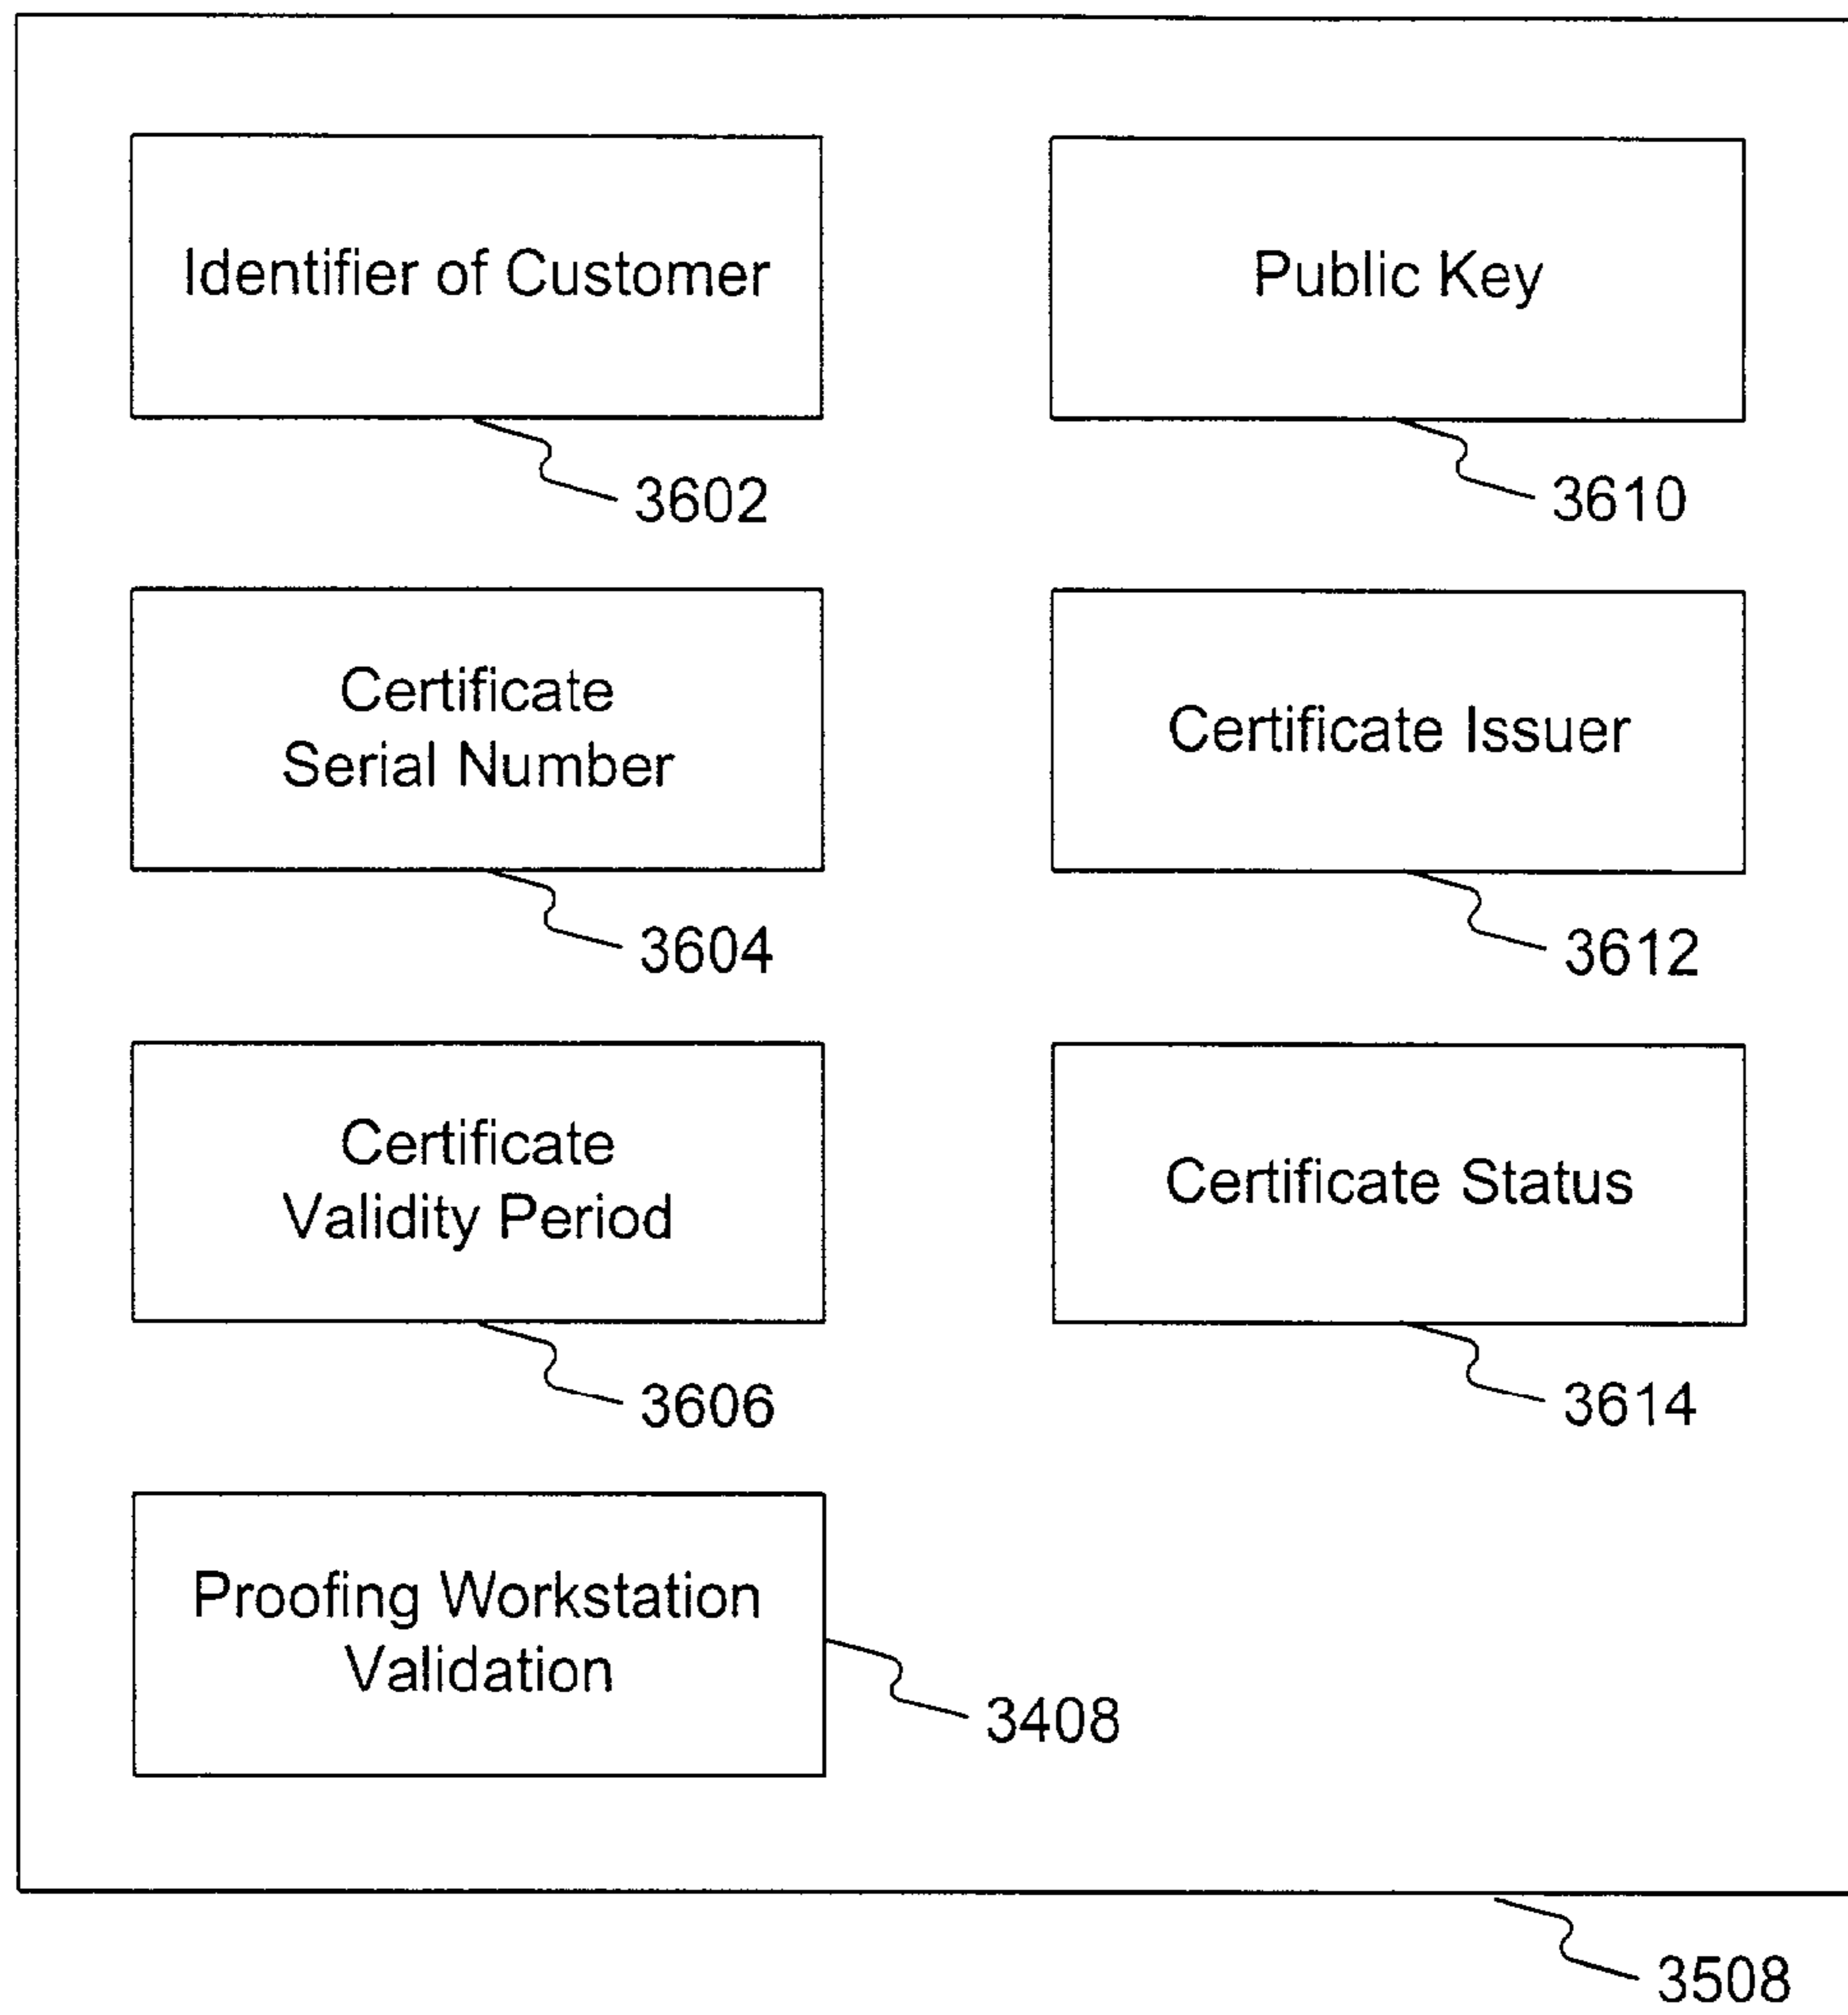 Identifier of Customer
3602
Public Key
3610
Certificate
Serial Number
3604
Certificate Issuer
3612
Certificate
Validity Period
3606
Certificate Status
3614
Proofing Workstation
Validation
3408
3508